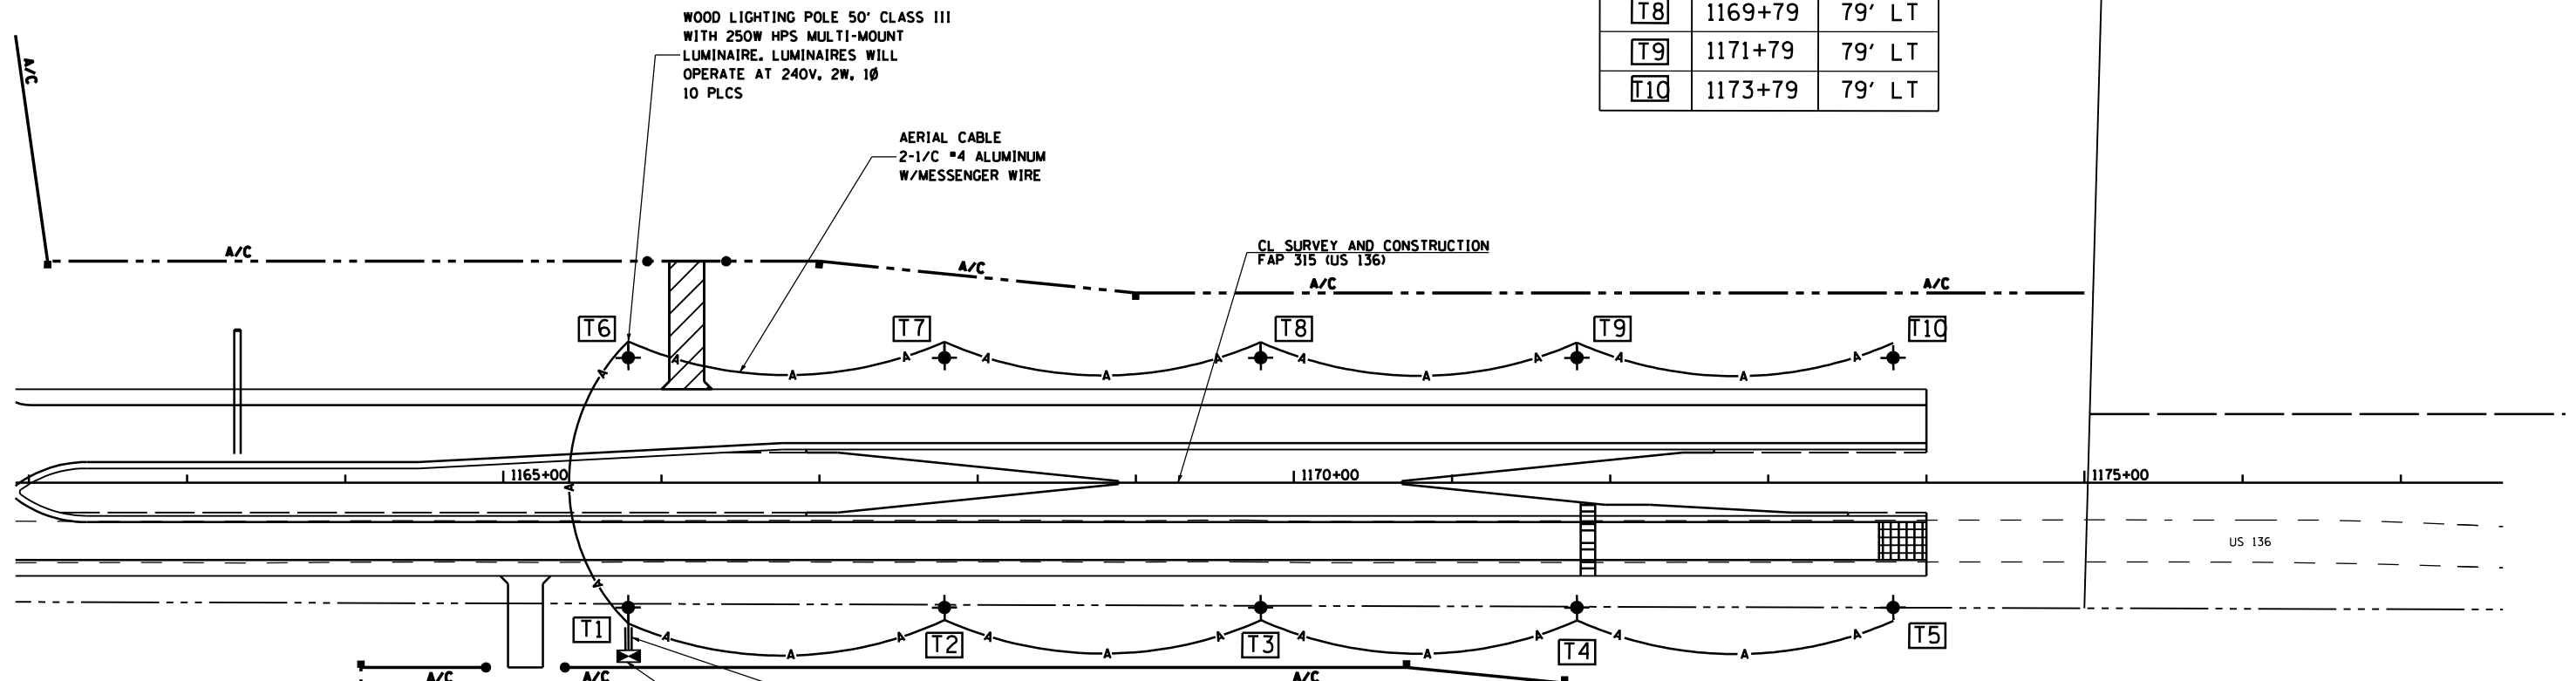 WOOD LIGHTING POLE 50' CLASS III
WITH 250W HPS MULTI-MOUNT
LUMINAIRE. LUMINAIRES WILL
OPERATE AT 240V, 2W, 1Ø
10 PLCS
T8 1169+79 79' LT
T9 1171+79 79' LT
T10 1173+79 79' LT
A/C
AERIAL CABLE
2-1/C #4 ALUMINUM
W/MESSENGER WIRE
A/C
A/C
CL SURVEY AND CONSTRUCTION
FAP 315 (US 136)
A/C
A/C
T6
T7
T8
T9
T10
A A A A A A A A A A A A
A
1165+00
1170+00
1175+00
A
US 136
A
T1
T2
T3
T4
T5
A A A A A A A A A A A A
A/C
A/C
A/C